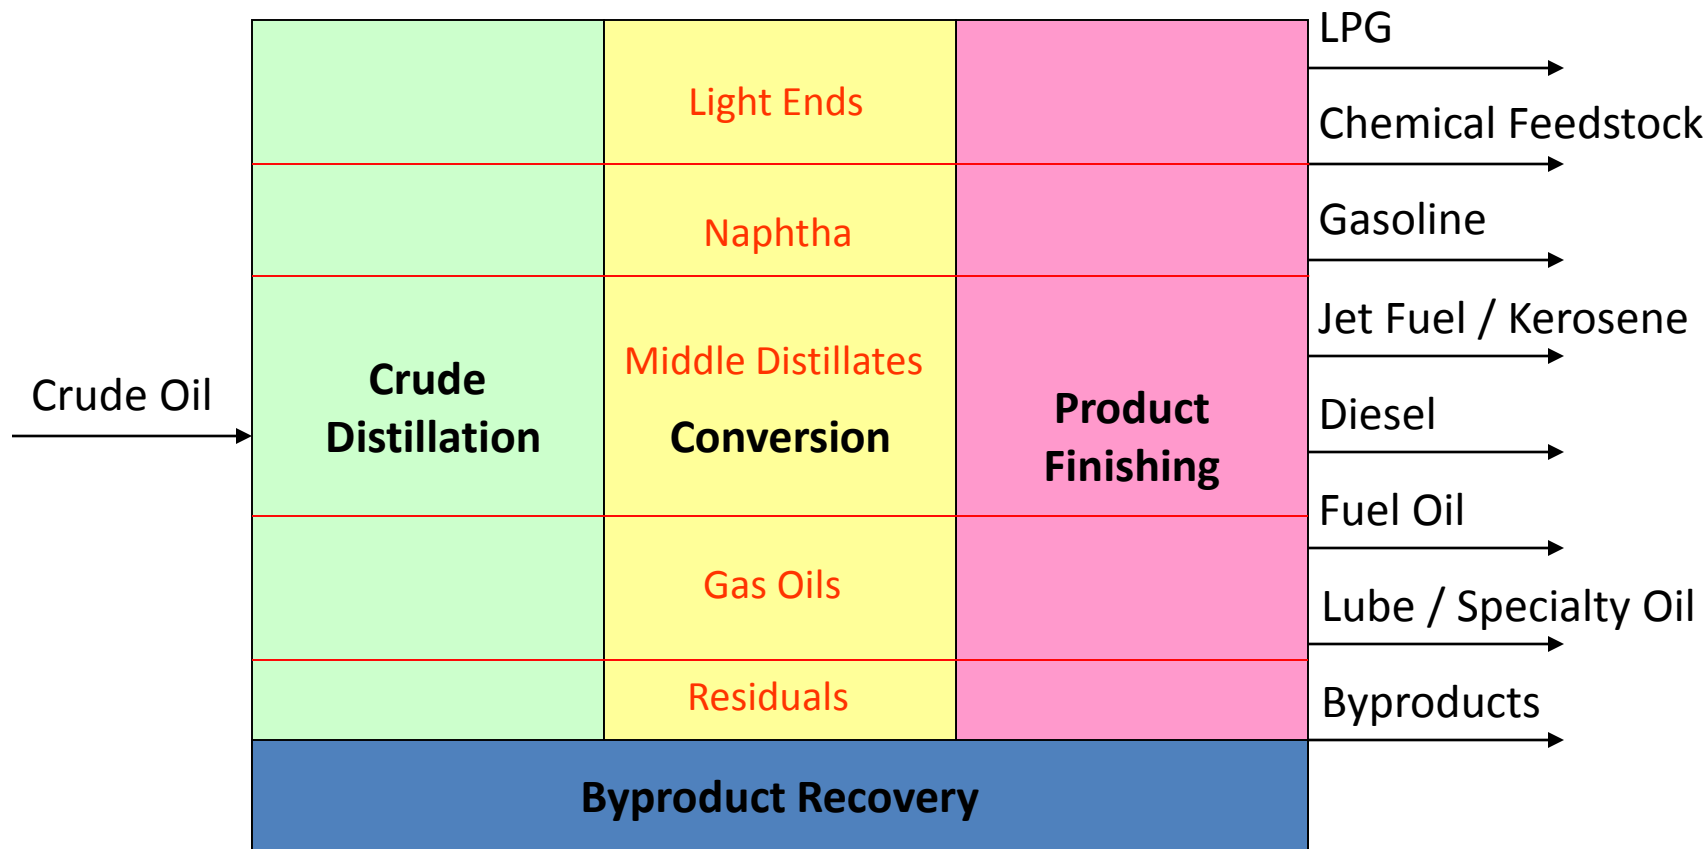 LPG
Light Ends
Chemical Feedstock
Naphtha
Gasoline
Jet Fuel / Kerosene
Crude Oil
Crude
Distillation
Middle Distillates
Conversion
Product
Finishing
Diesel
Fuel Oil
Gas Oils
Lube / Specialty Oil
Residuals
Byproducts
Byproduct Recovery